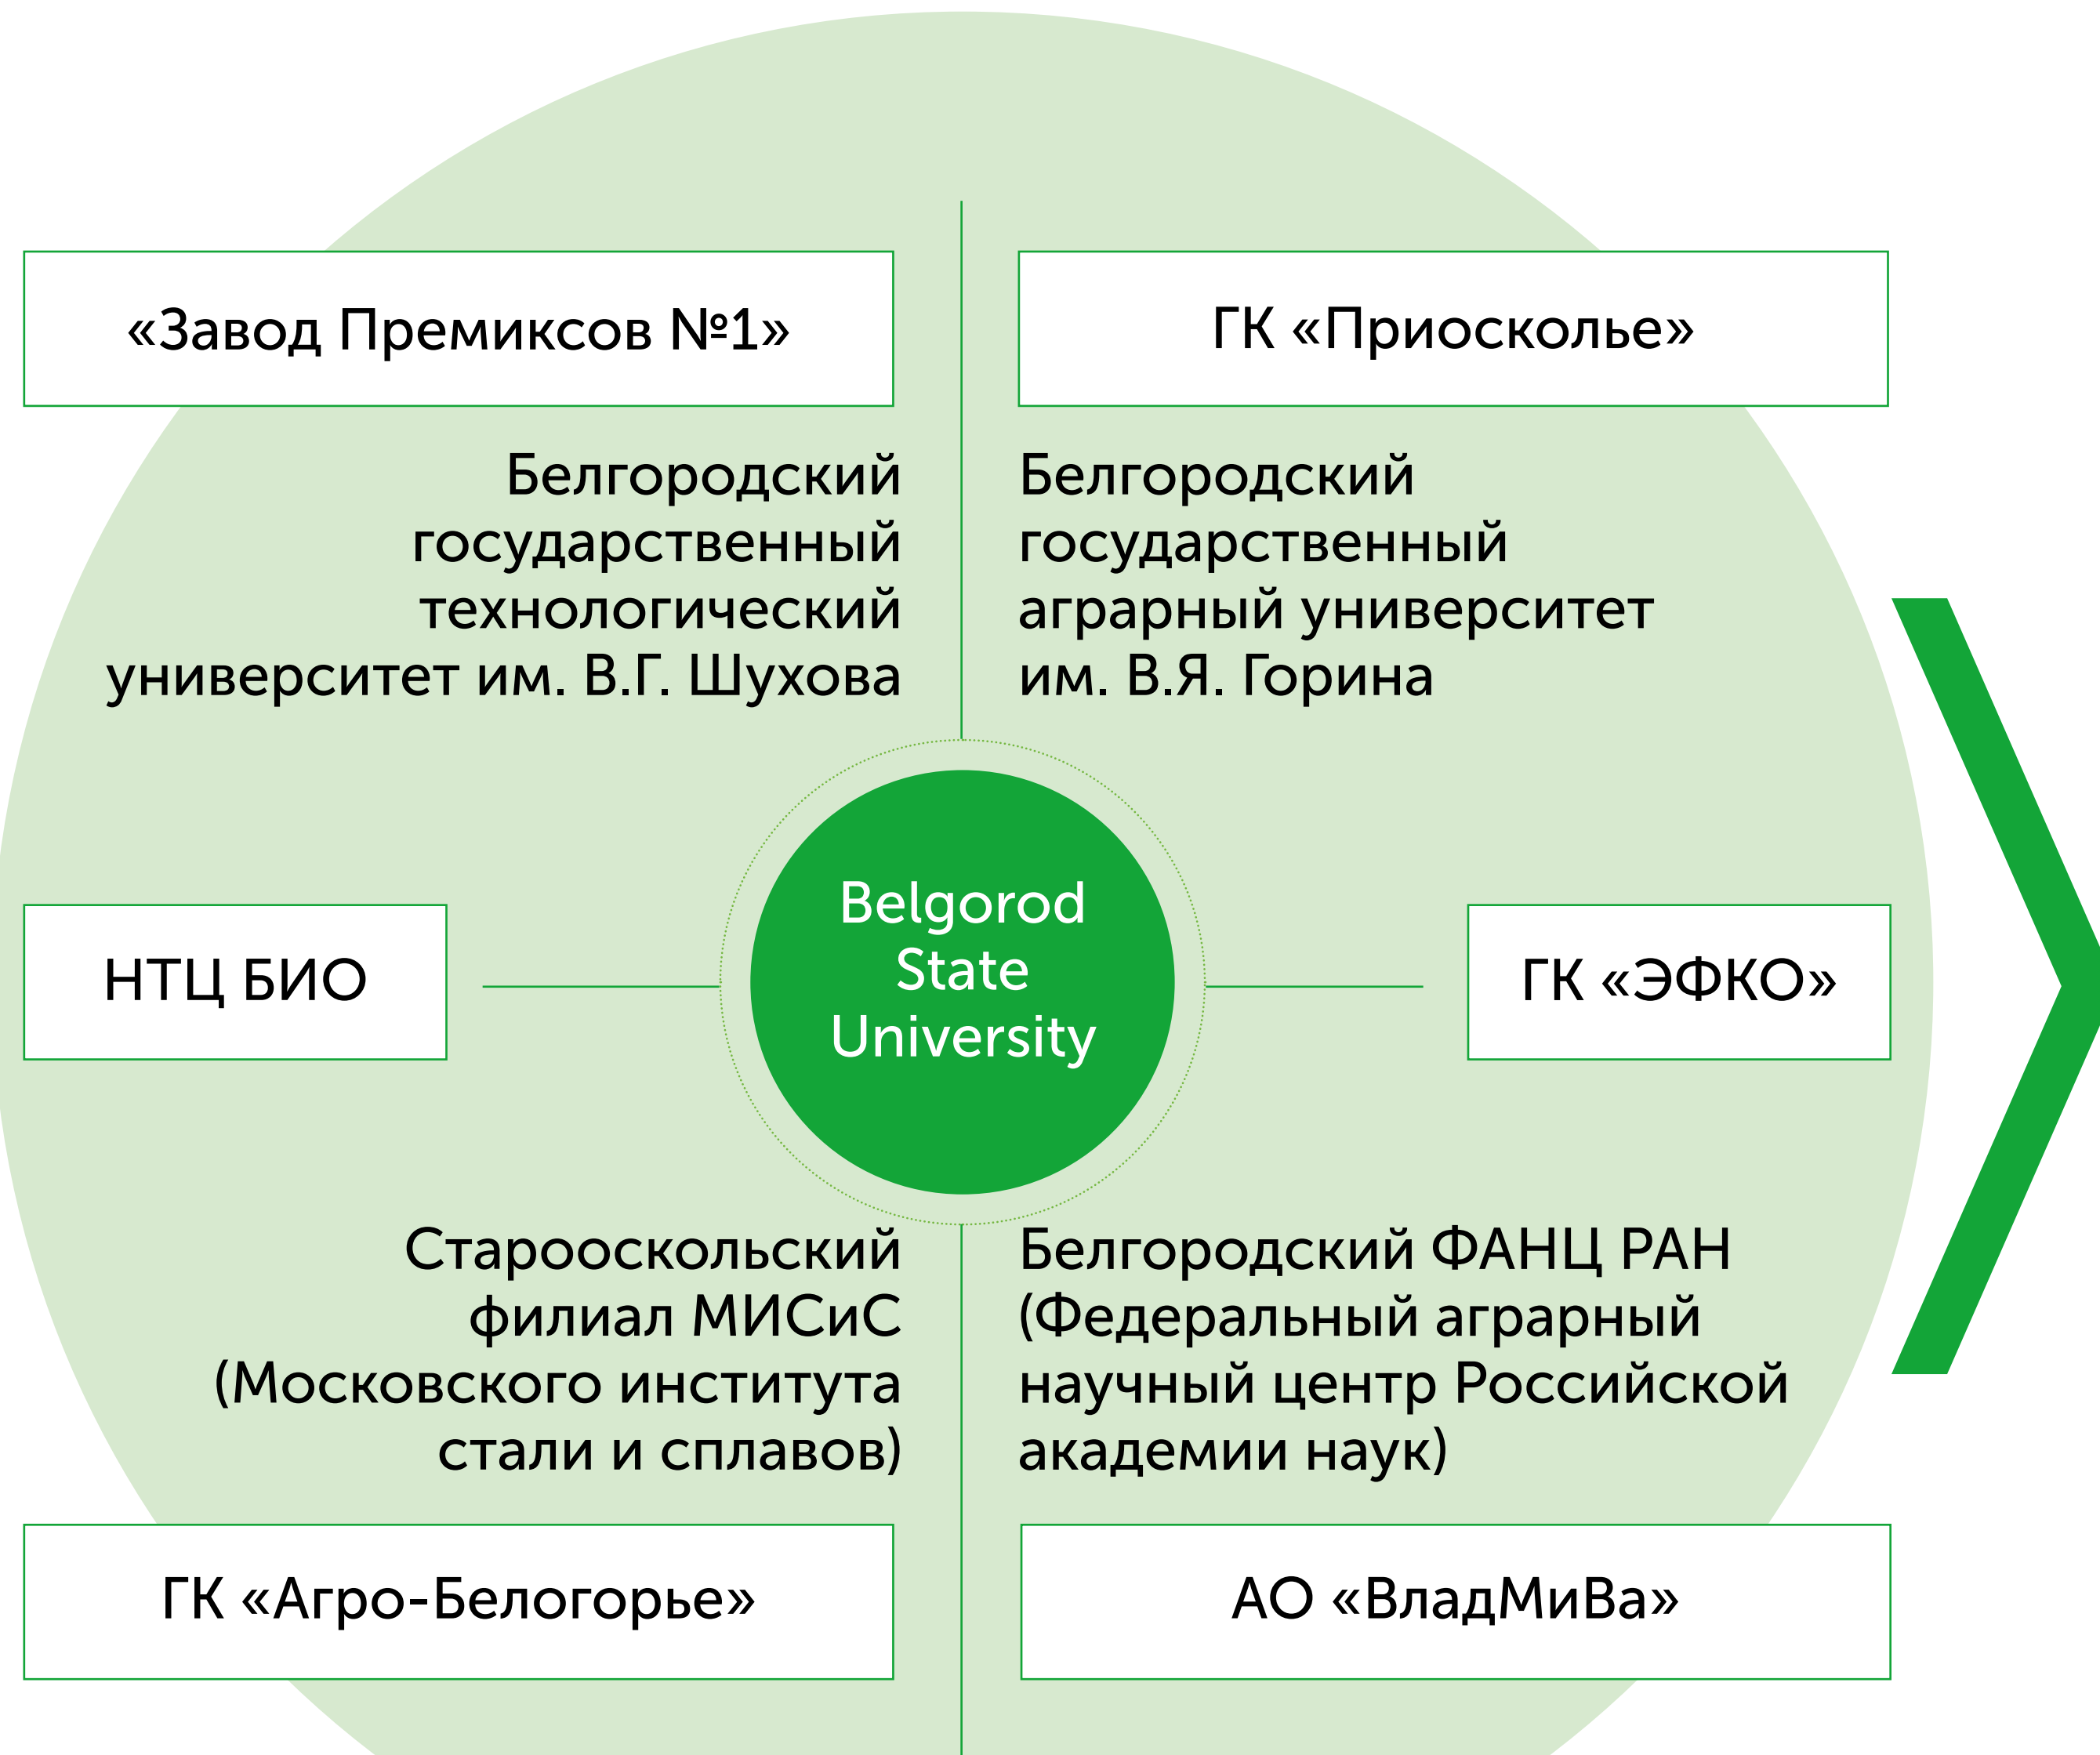 «Завод Премиксов №1»
ГК «Приосколье»
Белгородский
государственный
технологический
университет им. В.Г. Шухова
Белгородский
государственный
аграрный университет
им. В.Я. Горина
Belgorod
State
University
НТЦ БИО
ГК «ЭФКО»
Старооскольский
филиал МИСиС
(Московского института
стали и сплавов)
Белгородский ФАНЦ РАН
(Федеральный аграрный
научный центр Российской
академии наук)
ГК «Агро-Белогорье»
АО «ВладМиВа»